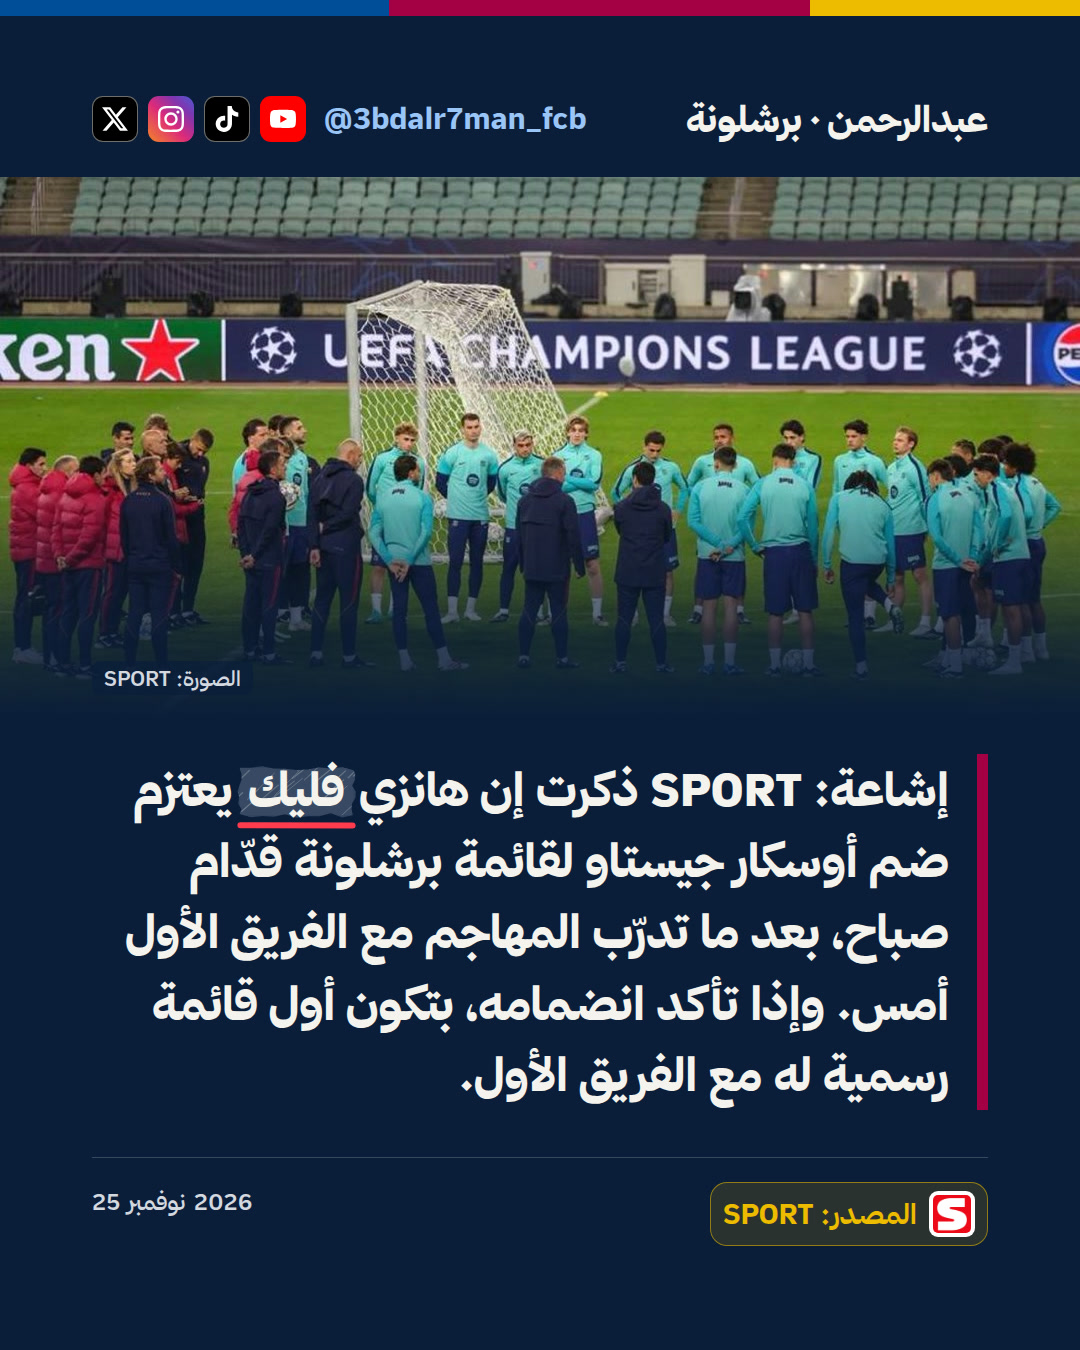 عبدالرحمن · برشلونة
@3bdalr7man_fcb
ken
UEFA CHAMPIONS LEAGUE
PE
الصورة: SPORT
إشاعة: SPORT ذكرت إن هانزي فليك يعتزم
ضم أوسكار جيستاو لقائمة برشلونة قدّام
صباح، بعد ما تدرّب المهاجم مع الفريق الأول
أمس. وإذا تأكد انضمامه، بتكون أول قائمة
رسمية له مع الفريق الأول.
S المصدر: SPORT
25 نوفمبر 2026